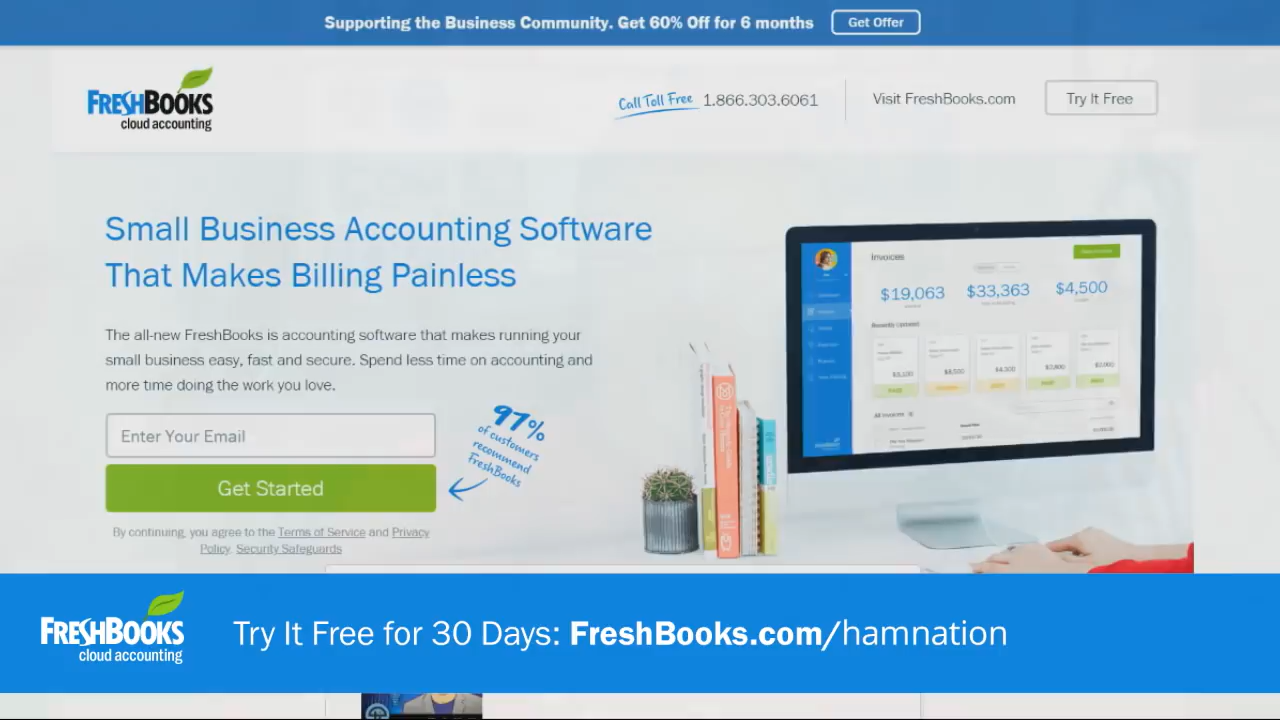 Supporting the Business Community. Get 60% Off for 6 months
Get Offer
FRESHBOOKS
cloud accounting
Call Toll Free
1.866.303.6061
Visit FreshBooks.com
Try It Free
Small Business Accounting Software
That Makes Billing Painless
The all-new FreshBooks is accounting software that makes running your
small business easy, fast and secure. Spend less time on accounting and
more time doing the work you love.
Enter Your Email
Get Started
97%
of customers
recommend
FreshBooks
By continuing, you agree to the Terms of Service and Privacy
Policy, Security Safeguards
Invoices
$19,063
$33,363
$4,500
Recently Updated
All Invoices
FRESHBOOKS
cloud accounting
Try It Free for 30 Days: FreshBooks.com/hamnation